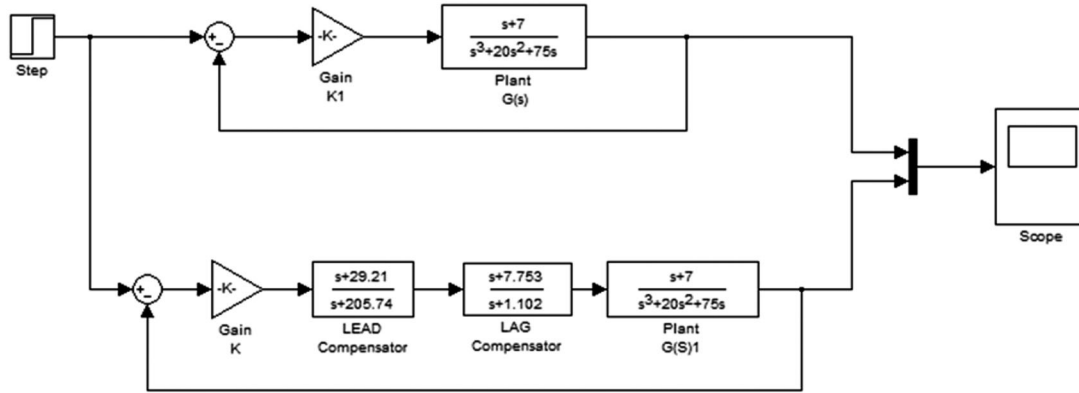 Step
+
−
-K-
Gain
K1
s+7
s³+20s²+75s
Plant
G(s)
Scope
+
−
-K-
Gain
K
s+29.21
s+205.74
LEAD
Compensator
s+7.753
s+1.102
LAG
Compensator
s+7
s³+20s²+75s
Plant
G(S)1